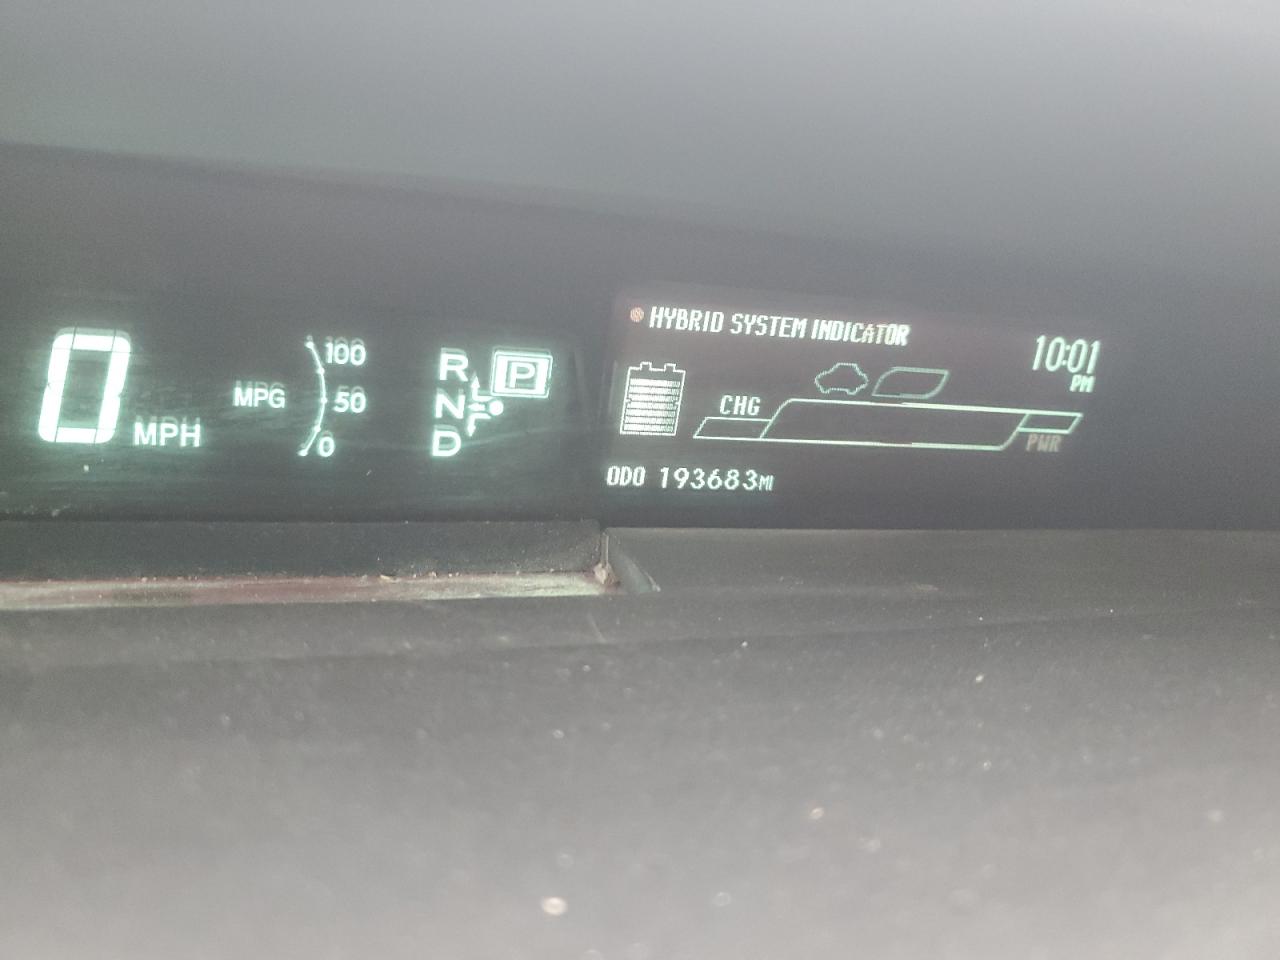 0 MPH
MPG
100
50
0
R
N
D
P
HYBRID SYSTEM INDICATOR
10:01
PM
CHG
PWR
ODO 193683MI